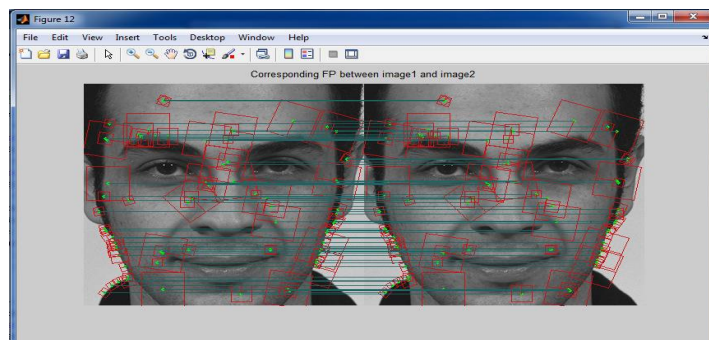 Figure 12
File Edit View Insert Tools Desktop Window Help
Corresponding FP between image1 and image2